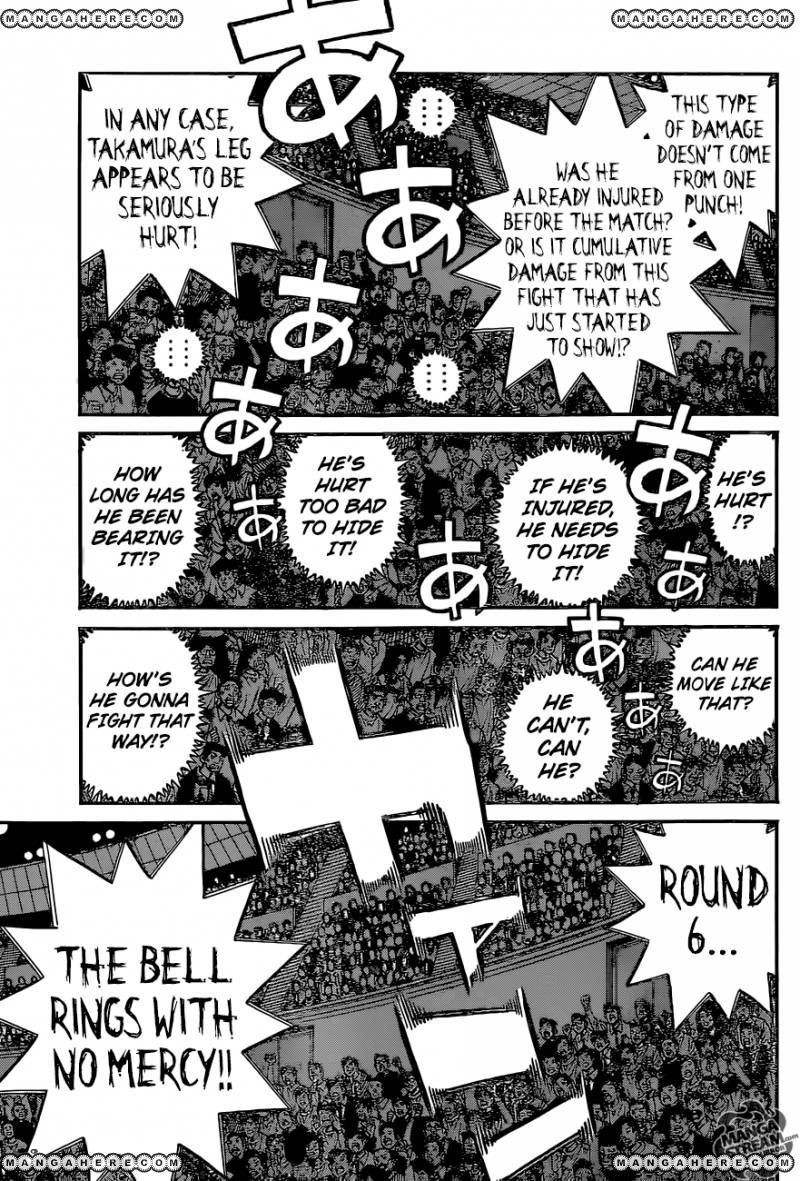 MANGAHERE.COM
MANGAHERE.COM
THIS TYPE
OF DAMAGE
DOESN'T COME
FROM ONE
PUNCH!
WAS HE
ALREADY INJURED
BEFORE THE MATCH?
OR IS IT CUMULATIVE
DAMAGE FROM THIS
FIGHT THAT HAS
JUST STARTED
TO SHOW!?
IN ANY CASE,
TAKAMURA'S LEG
APPEARS TO BE
SERIOUSLY
HURT!
あ
あ
あ
あ
あ
HE'S
HURT
!?
IF HE'S
INJURED,
HE NEEDS
TO HIDE
IT!
HE'S
HURT
TOO BAD
TO HIDE
IT!
HOW
LONG HAS
HE BEEN
BEARING
IT!?
あ
あ
あ
あ
あ
あ
CAN HE
MOVE LIKE
THAT?
HE
CAN'T,
CAN
HE?
HOW'S
HE GONNA
FIGHT THAT
WAY!?
カァーン
ROUND
6...
THE BELL
RINGS WITH
NO MERCY!!
MANGAHERE.COM
MANGAHERE.COM